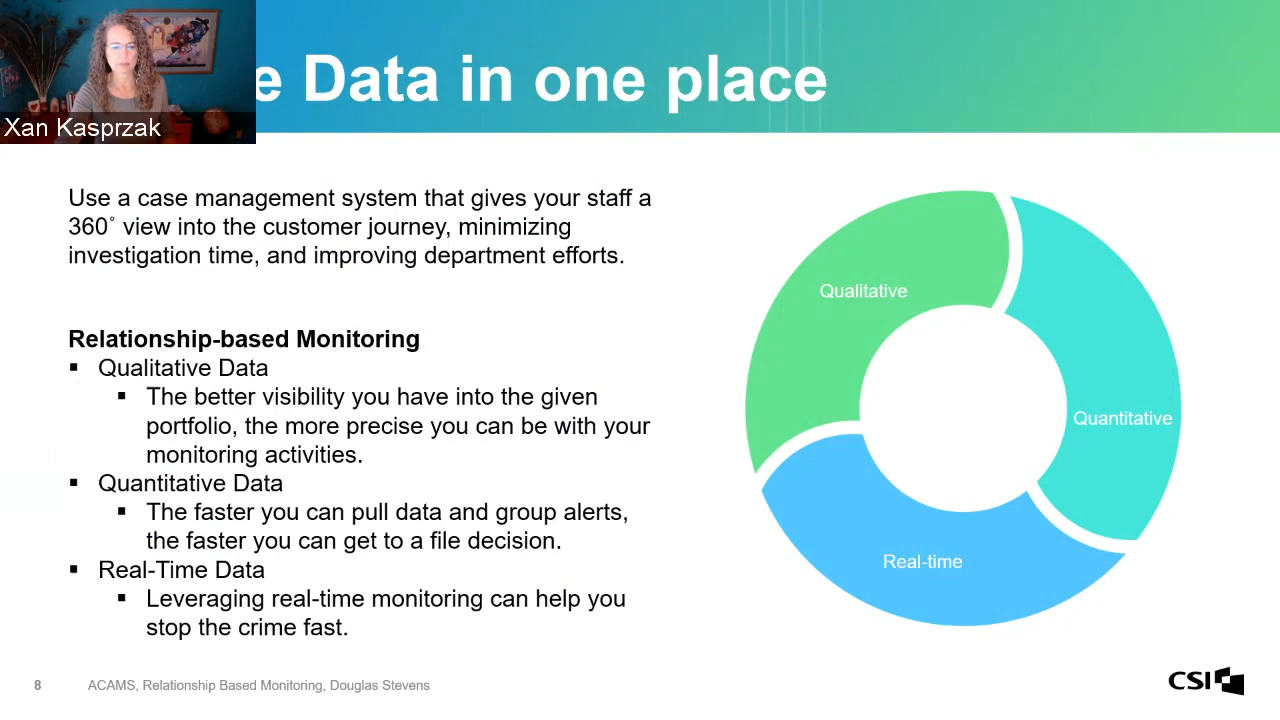 e Data in one place
Xan Kasprzak
Use a case management system that gives your staff a
360˚ view into the customer journey, minimizing
investigation time, and improving department efforts.
Relationship-based Monitoring
▪ Qualitative Data
▪ The better visibility you have into the given
portfolio, the more precise you can be with your
monitoring activities.
▪ Quantitative Data
▪ The faster you can pull data and group alerts,
the faster you can get to a file decision.
▪ Real-Time Data
▪ Leveraging real-time monitoring can help you
stop the crime fast.
Qualitative
Quantitative
Real-time
8 ACAMS, Relationship Based Monitoring, Douglas Stevens
CSI